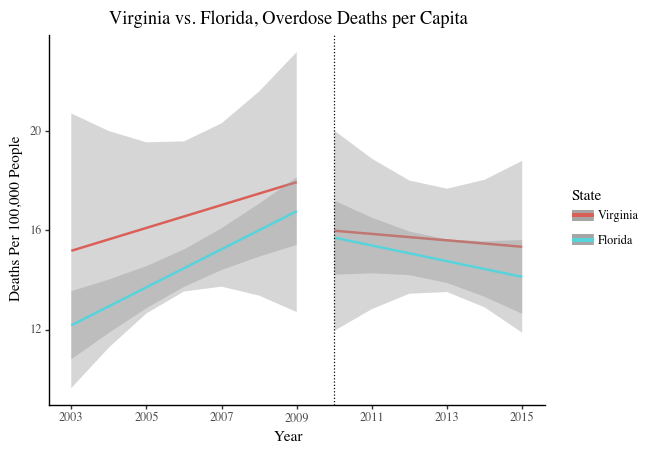 Virginia vs. Florida, Overdose Deaths per Capita
Deaths Per 100,000 People
20
16
12
2003 2005 2007 2009 2011 2013 2015
Year
State
Virginia
Florida